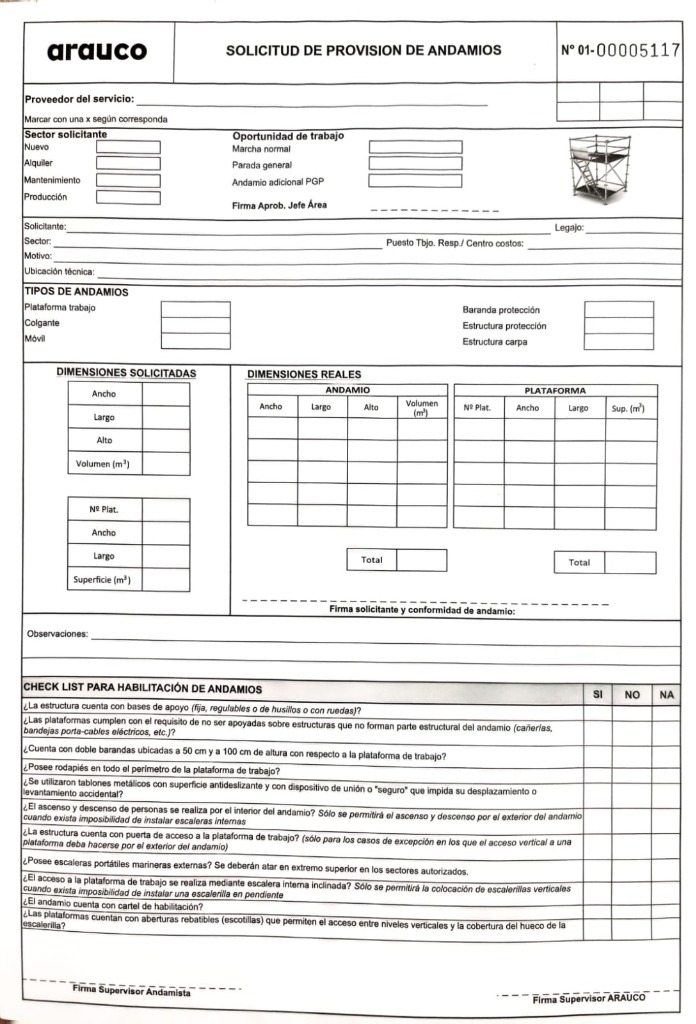 arauco
SOLICITUD DE PROVISION DE ANDAMIOS
Nº 01-00005117
Proveedor del servicio:
Marcar con una x según corresponda
Sector solicitante
Nuevo
Alquiler
Mantenimiento
Producción
Oportunidad de trabajo
Marcha normal
Parada general
Andamio adicional PGP
Firma Aprob. Jefe Área
Solicitante:
Legajo:
Sector:
Puesto Tbjo. Resp./ Centro costos:
Motivo:
Ubicación técnica:
TIPOS DE ANDAMIOS
Plataforma trabajo
Colgante
Móvil
Baranda protección
Estructura protección
Estructura carpa
DIMENSIONES SOLICITADAS
Ancho
Largo
Alto
Volumen (m³)
Nº Plat.
Ancho
Largo
Superficie (m³)
DIMENSIONES REALES
ANDAMIO
Ancho Largo Alto Volumen (m³)
Total
PLATAFORMA
Nº Plat. Ancho Largo Sup. (m³)
Total
Firma solicitante y conformidad de andamio:
Observaciones:
CHECK LIST PARA HABILITACIÓN DE ANDAMIOS
SI NO NA
¿La estructura cuenta con bases de apoyo (fija, regulables o de husillos o con ruedas)?
¿Las plataformas cumplen con el requisito de no ser apoyadas sobre estructuras que no forman parte estructural del andamio (cañerías,
bandejas porta-cables eléctricos, etc.)?
¿Cuenta con doble barandas ubicadas a 50 cm y a 100 cm de altura con respecto a la plataforma de trabajo?
¿Posee rodapiés en todo el perímetro de la plataforma de trabajo?
¿Se utilizaron tablones metálicos con superficie antideslizante y con dispositivo de unión o "seguro" que impida su desplazamiento o
levantamiento accidental?
¿El ascenso y descenso de personas se realiza por el interior del andamio? Sólo se permitirá el ascenso y descenso por el exterior del andamio
cuando exista imposibilidad de instalar escaleras internas
¿La estructura cuenta con puerta de acceso a la plataforma de trabajo? (sólo para los casos de excepción en los que el acceso vertical a una
plataforma deba hacerse por el exterior del andamio)
¿Posee escaleras portátiles marineras externas? Se deberán atar en extremo superior en los sectores autorizados.
¿El acceso a la plataforma de trabajo se realiza mediante escalera interna inclinada? Sólo se permitirá la colocación de escalerillas verticales
cuando exista imposibilidad de instalar una escalerilla en pendiente
¿El andamio cuenta con cartel de habilitación?
¿Las plataformas cuentan con aberturas rebatibles (escotillas) que permiten el acceso entre niveles verticales y la cobertura del hueco de la
escalerilla?
Firma Supervisor Andamista
Firma Supervisor ARAUCO